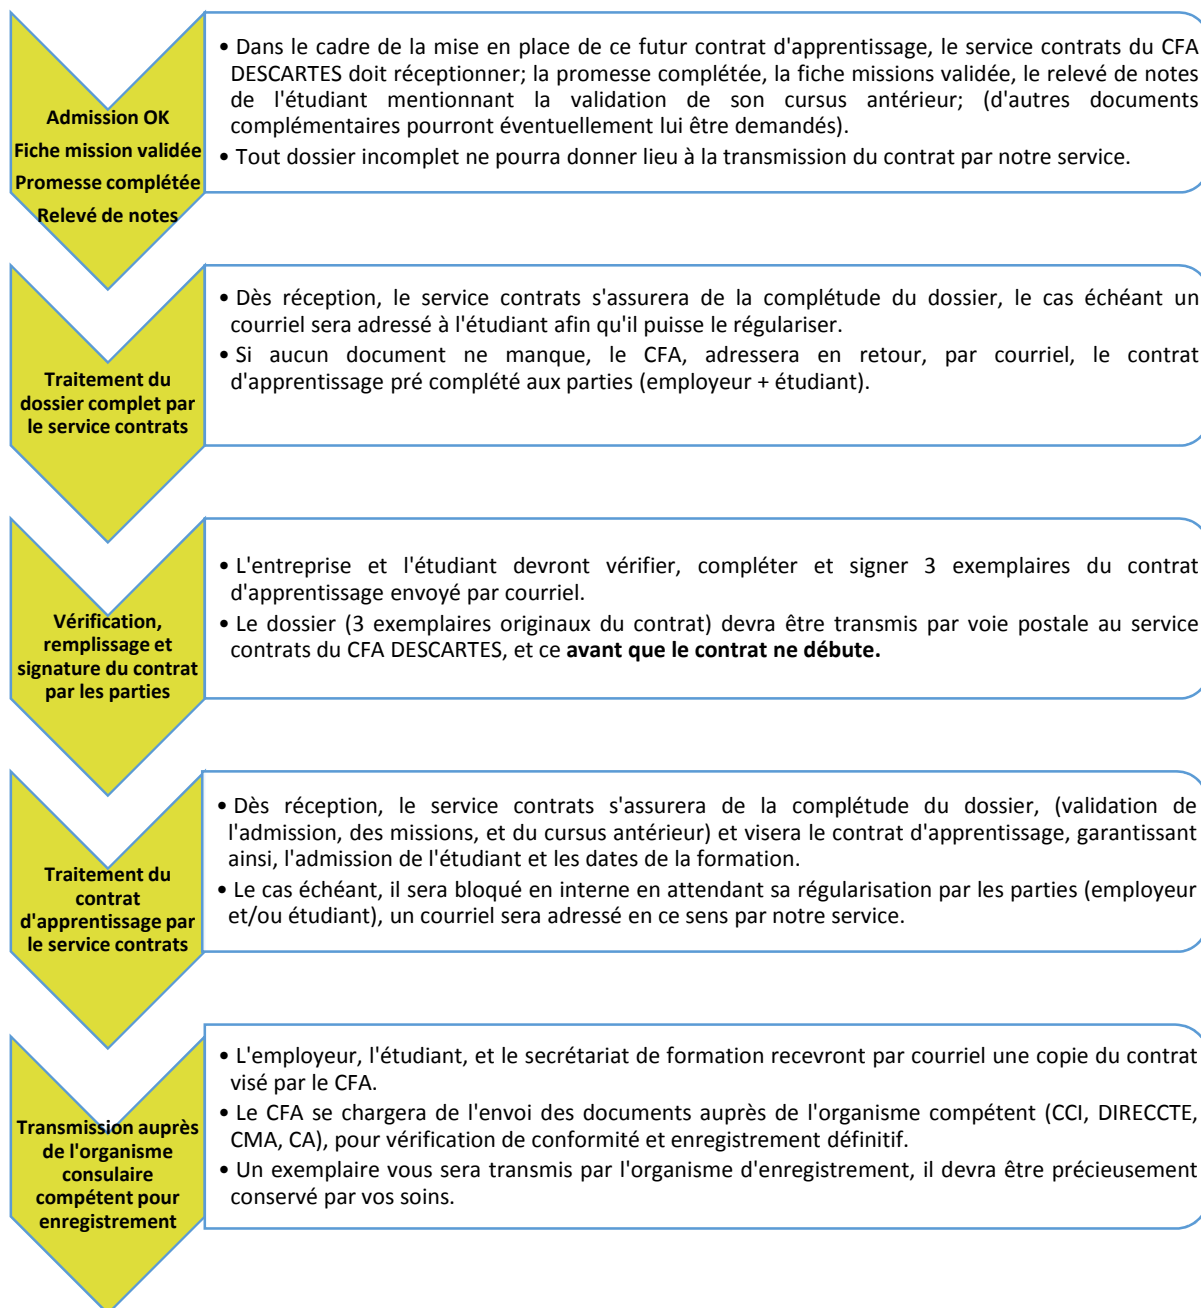 Admission OK
Fiche mission validée
Promesse complétée
Relevé de notes
• Dans le cadre de la mise en place de ce futur contrat d'apprentissage, le service contrats du CFA
DESCARTES doit réceptionner; la promesse complétée, la fiche missions validée, le relevé de notes
de l'étudiant mentionnant la validation de son cursus antérieur; (d'autres documents
complémentaires pourront éventuellement lui être demandés).
• Tout dossier incomplet ne pourra donner lieu à la transmission du contrat par notre service.
Traitement du
dossier complet par
le service contrats
• Dès réception, le service contrats s'assurera de la complétude du dossier, le cas échéant un
courriel sera adressé à l'étudiant afin qu'il puisse le régulariser.
• Si aucun document ne manque, le CFA, adressera en retour, par courriel, le contrat
d'apprentissage pré complété aux parties (employeur + étudiant).
Vérification,
remplissage et
signature du contrat
par les parties
• L'entreprise et l'étudiant devront vérifier, compléter et signer 3 exemplaires du contrat
d'apprentissage envoyé par courriel.
• Le dossier (3 exemplaires originaux du contrat) devra être transmis par voie postale au service
contrats du CFA DESCARTES, et ce avant que le contrat ne débute.
Traitement du
contrat
d'apprentissage par
le service contrats
• Dès réception, le service contrats s'assurera de la complétude du dossier, (validation de
l'admission, des missions, et du cursus antérieur) et visera le contrat d'apprentissage, garantissant
ainsi, l'admission de l'étudiant et les dates de la formation.
• Le cas échéant, il sera bloqué en interne en attendant sa régularisation par les parties (employeur
et/ou étudiant), un courriel sera adressé en ce sens par notre service.
Transmission auprès
de l'organisme
consulaire
compétent pour
enregistrement
• L'employeur, l'étudiant, et le secrétariat de formation recevront par courriel une copie du contrat
visé par le CFA.
• Le CFA se chargera de l'envoi des documents auprès de l'organisme compétent (CCI, DIRECCTE,
CMA, CA), pour vérification de conformité et enregistrement définitif.
• Un exemplaire vous sera transmis par l'organisme d'enregistrement, il devra être précieusement
conservé par vos soins.